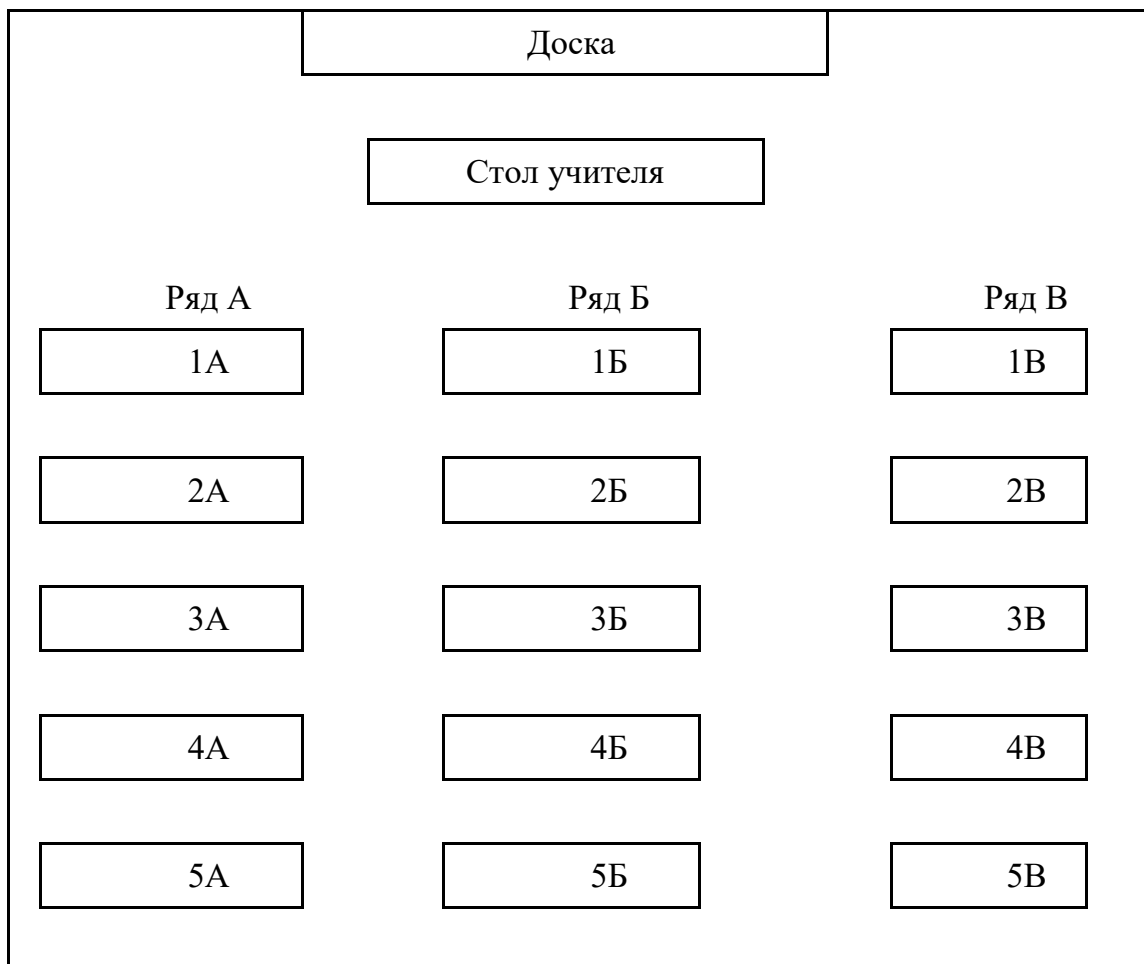 Доска
Стол учителя
Ряд А Ряд Б Ряд В
1А 1Б 1В
2А 2Б 2В
3А 3Б 3В
4А 4Б 4В
5А 5Б 5В